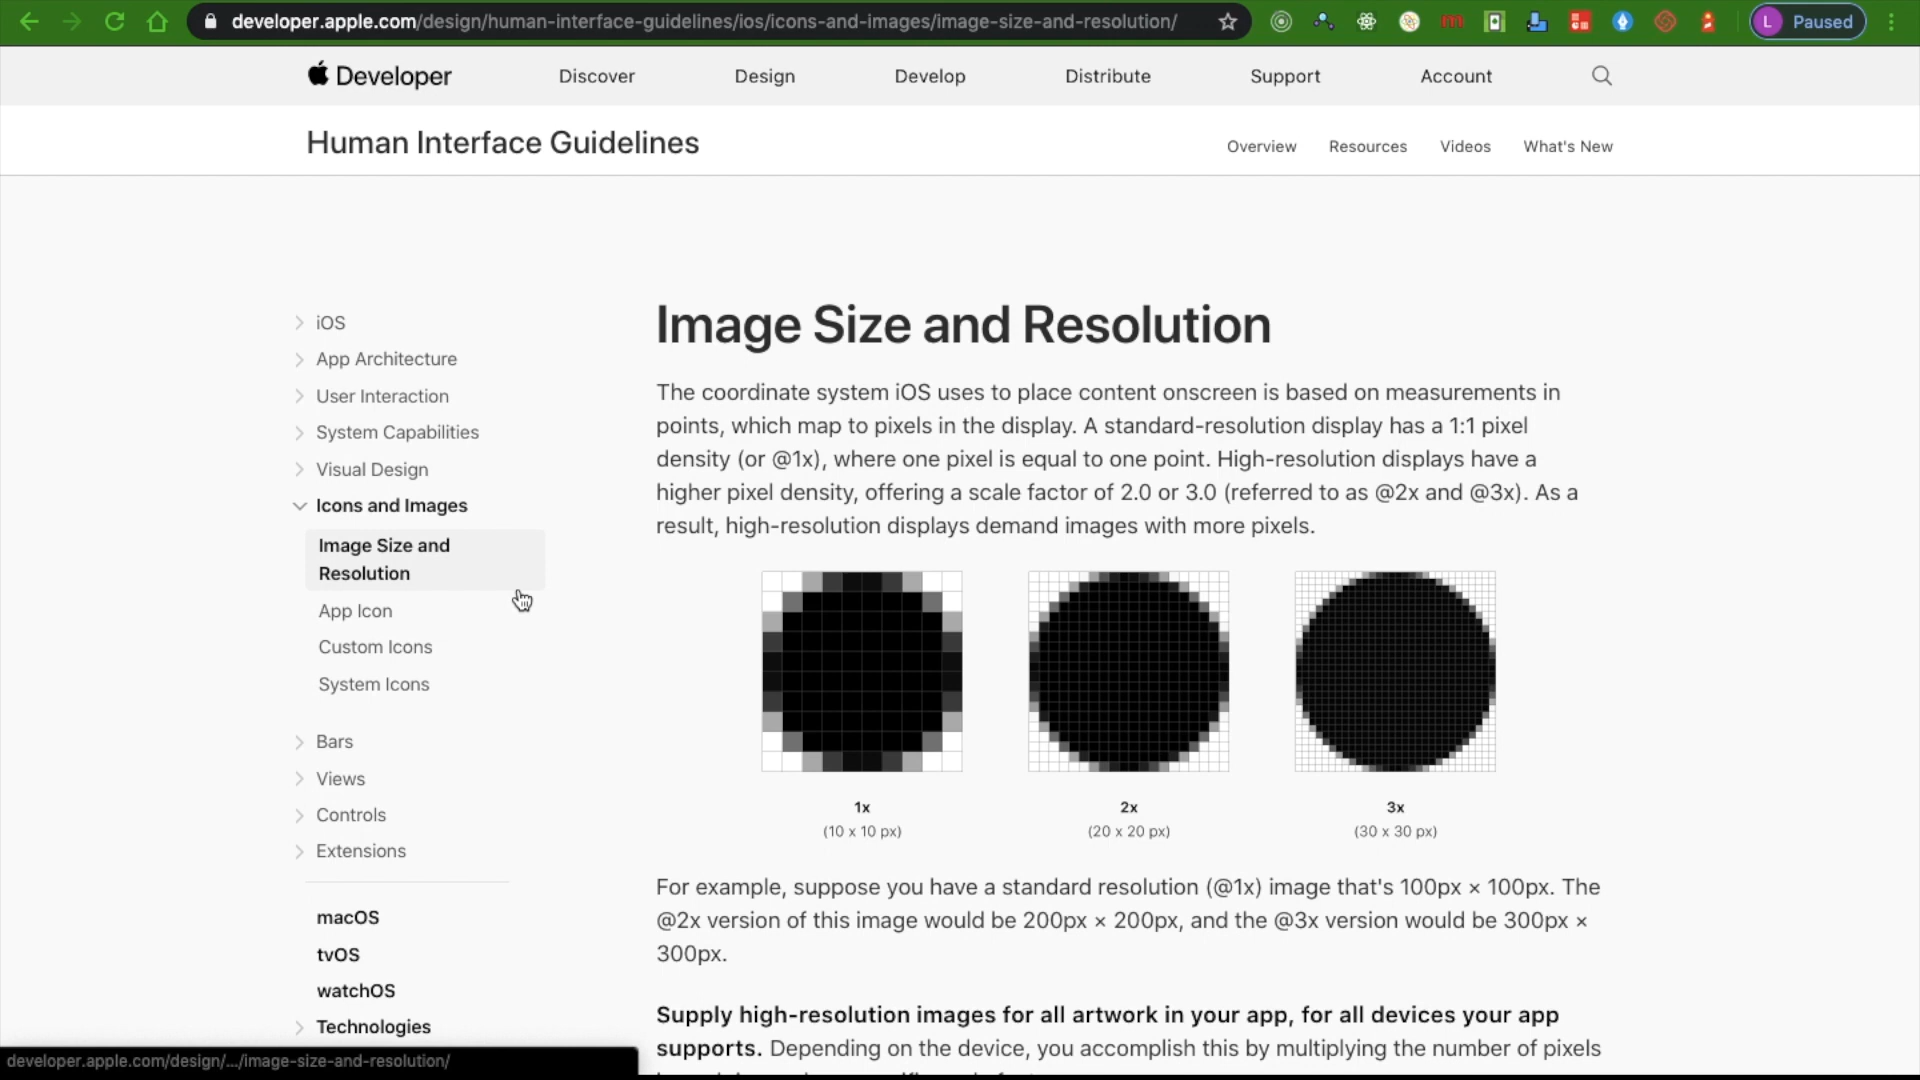 developer.apple.com/design/human-interface-guidelines/ios/icons-and-images/image-size-and-resolution/
L Paused
Developer
Discover
Design
Develop
Distribute
Support
Account
Human Interface Guidelines
Overview
Resources
Videos
What's New
iOS
App Architecture
User Interaction
System Capabilities
Visual Design
Icons and Images
Image Size and
Resolution
App Icon
Custom Icons
System Icons
Bars
Views
Controls
Extensions
macOS
tvOS
watchOS
Technologies
Image Size and Resolution
The coordinate system iOS uses to place content onscreen is based on measurements in
points, which map to pixels in the display. A standard-resolution display has a 1:1 pixel
density (or @1x), where one pixel is equal to one point. High-resolution displays have a
higher pixel density, offering a scale factor of 2.0 or 3.0 (referred to as @2x and @3x). As a
result, high-resolution displays demand images with more pixels.
1x
(10 x 10 px)
2x
(20 x 20 px)
3x
(30 x 30 px)
For example, suppose you have a standard resolution (@1x) image that's 100px × 100px. The
@2x version of this image would be 200px × 200px, and the @3x version would be 300px ×
300px.
Supply high-resolution images for all artwork in your app, for all devices your app
supports. Depending on the device, you accomplish this by multiplying the number of pixels
developer.apple.com/design/.../image-size-and-resolution/